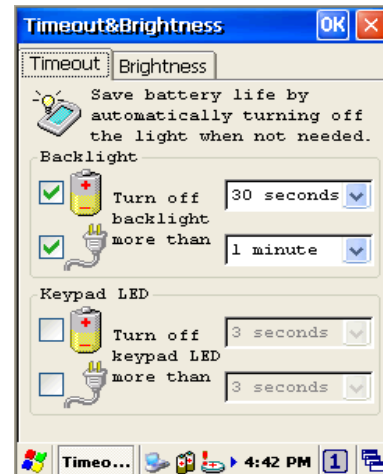 Timeout&Brightness OK
Timeout Brightness
Save battery life by
automatically turning off
the light when not needed.
Backlight
Turn off
backlight
more than
30 seconds
1 minute
Keypad LED
Turn off
keypad LED
more than
3 seconds
3 seconds
Timeo... 4:42 PM 1